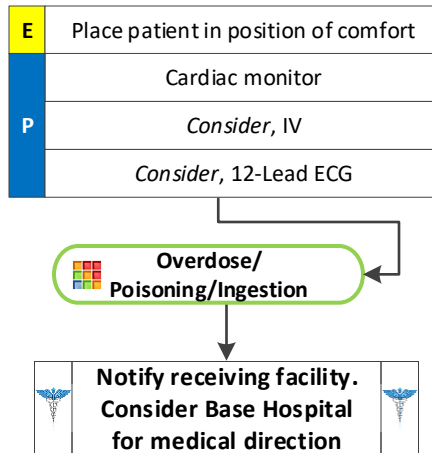 E Place patient in position of comfort
Cardiac monitor
P Consider, IV
Consider, 12-Lead ECG
Overdose/
Poisoning/Ingestion
Notify receiving facility.
Consider Base Hospital
for medical direction